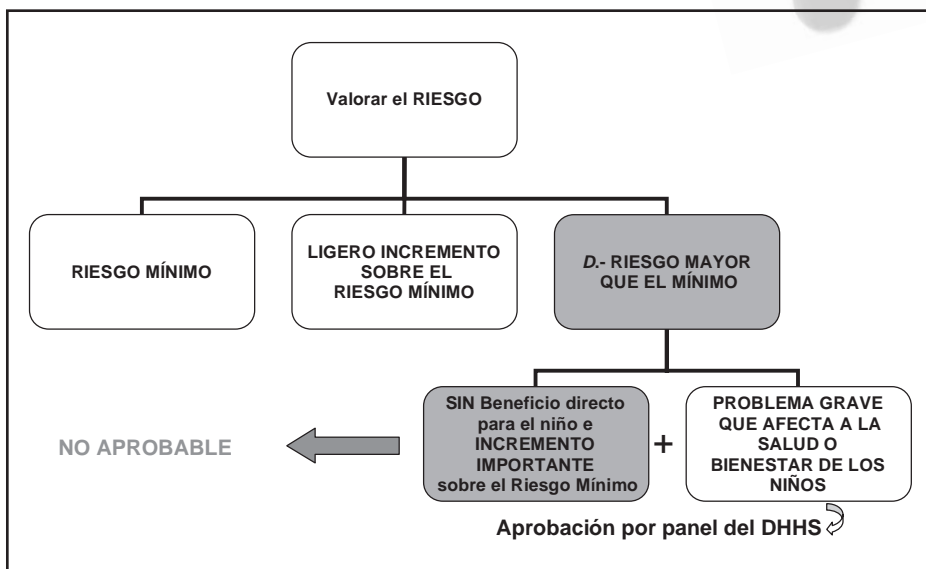 Valorar el RIESGO
RIESGO MÍNIMO
LIGERO INCREMENTO
SOBRE EL
RIESGO MÍNIMO
D.- RIESGO MAYOR
QUE EL MÍNIMO
NO APROBABLE
SIN Beneficio directo
para el niño e
INCREMENTO
IMPORTANTE
sobre el Riesgo Mínimo
+
PROBLEMA GRAVE
QUE AFECTA A LA
SALUD O
BIENESTAR DE LOS
NIÑOS
Aprobación por panel del DHHS